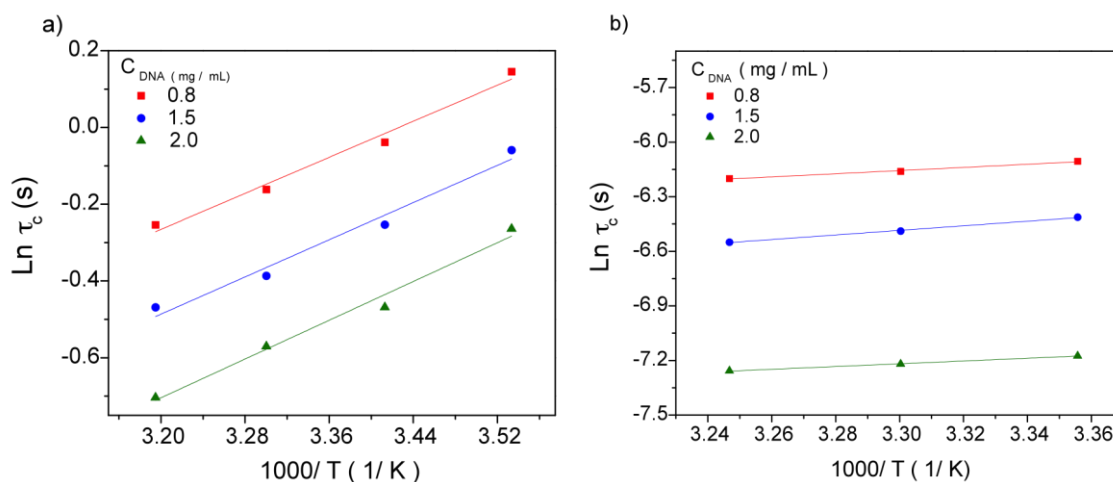 a)
C DNA ( mg / mL)
0.8
1.5
2.0
0.2
0.0
-0.2
-0.4
-0.6
Ln τc (s)
3.20 3.28 3.36 3.44 3.52
1000/ T ( 1/ K)
b)
C DNA ( mg / mL)
0.8
1.5
2.0
-5.7
-6.0
-6.3
-6.6
-6.9
-7.2
-7.5
Ln τc (s)
3.24 3.26 3.28 3.30 3.32 3.34 3.36
1000/ T ( 1/ K)